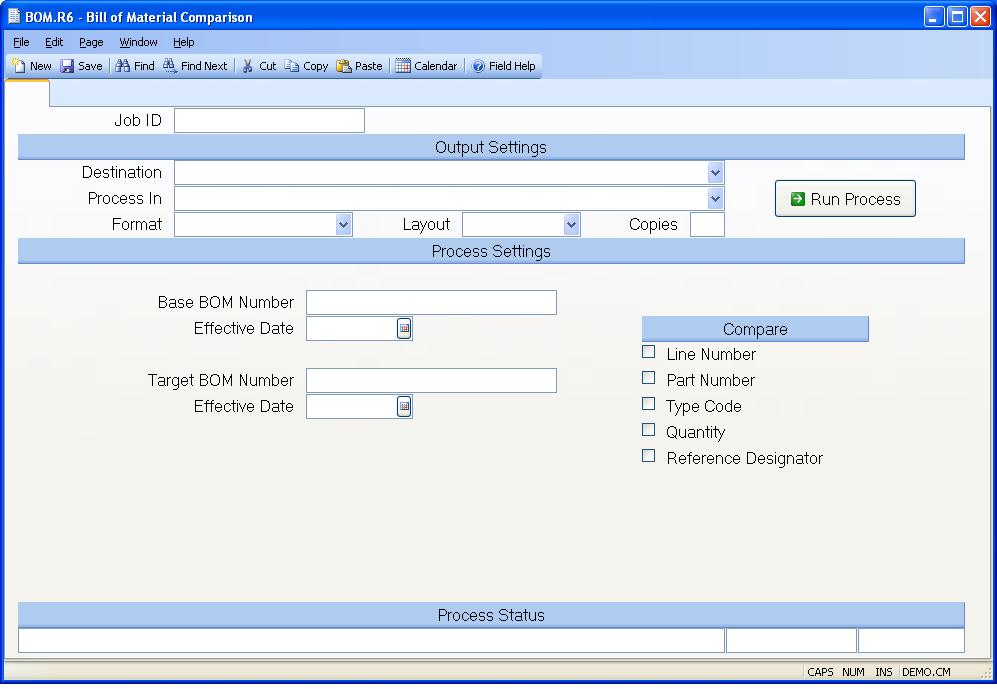 BOM.R6 - Bill of Material Comparison
File Edit Page Window Help
New Save Find Find Next Cut Copy Paste Calendar Field Help
Job ID
Output Settings
Destination
Process In
Run Process
Format Layout Copies
Process Settings
Base BOM Number
Effective Date
Compare
Line Number
Target BOM Number
Part Number
Effective Date
Type Code
Quantity
Reference Designator
Process Status
CAPS NUM INS DEMO.CM